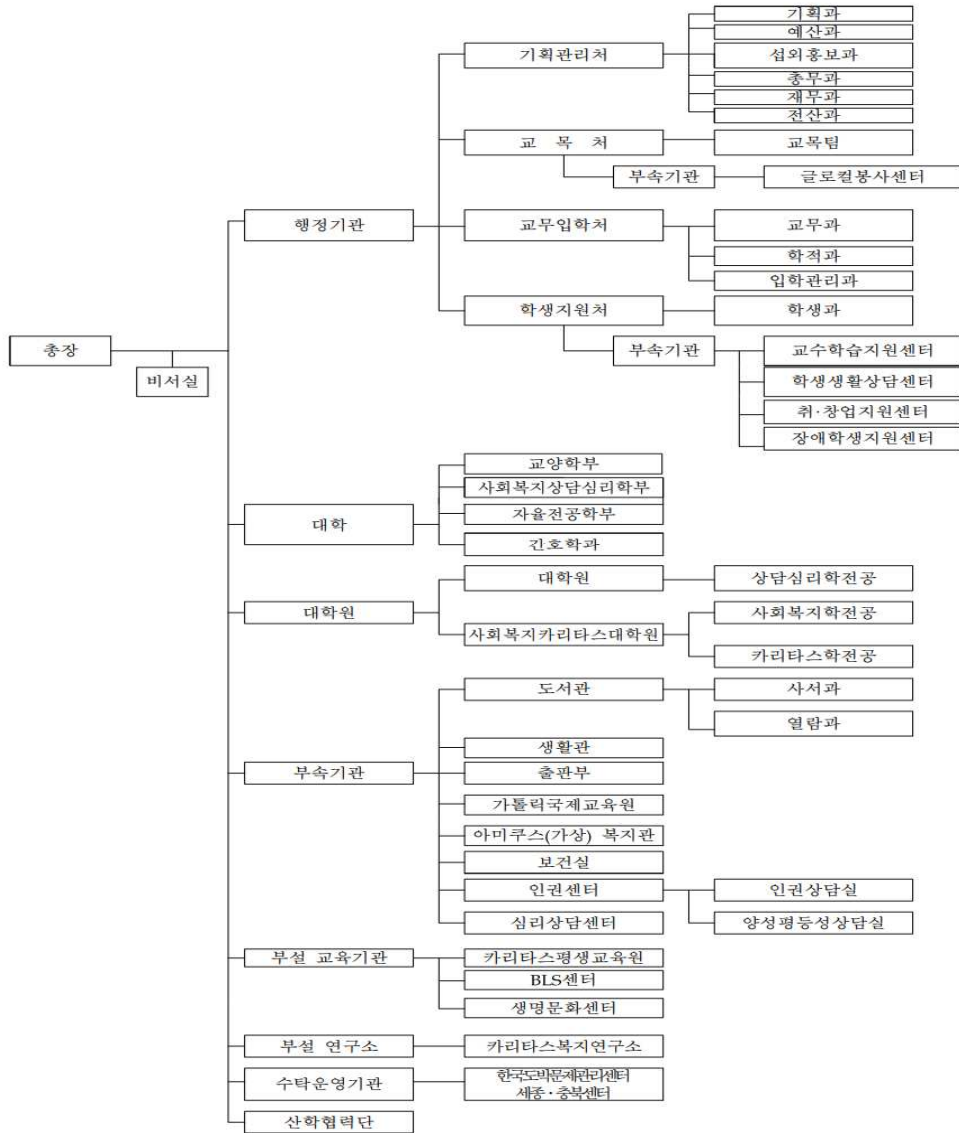 기획과
예산과
기획관리처
섭외홍보과
총무과
재무과
전산과
교 목 처
교목팀
부속기관
글로컬봉사센터
행정기관
교무입학처
교무과
학적과
입학관리과
학생지원처
학생과
총장
비서실
부속기관
교수학습지원센터
학생생활상담센터
취·창업지원센터
장애학생지원센터
대학
교양학부
사회복지상담심리학부
자율전공학부
간호학과
대학원
대학원
상담심리학전공
사회복지카리타스대학원
사회복지학전공
카리타스학전공
부속기관
도서관
사서과
열람과
생활관
출판부
가톨릭국제교육원
아미쿠스(가상) 복지관
보건실
인권센터
인권상담실
양성평등성상담실
심리상담센터
부설 교육기관
카리타스평생교육원
BLS센터
생명문화센터
부설 연구소
카리타스복지연구소
수탁운영기관
한국도박문제관리센터
세종·충북센터
산학협력단